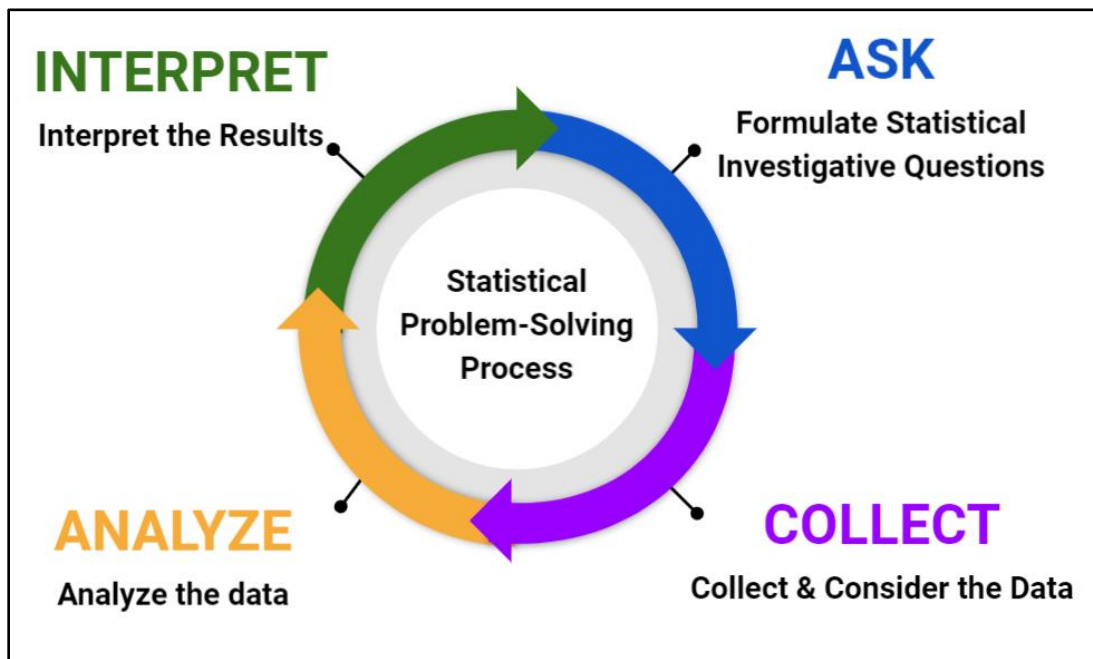 INTERPRET
Interpret the Results
ASK
Formulate Statistical
Investigative Questions
Statistical
Problem-Solving
Process
ANALYZE
Analyze the data
COLLECT
Collect & Consider the Data